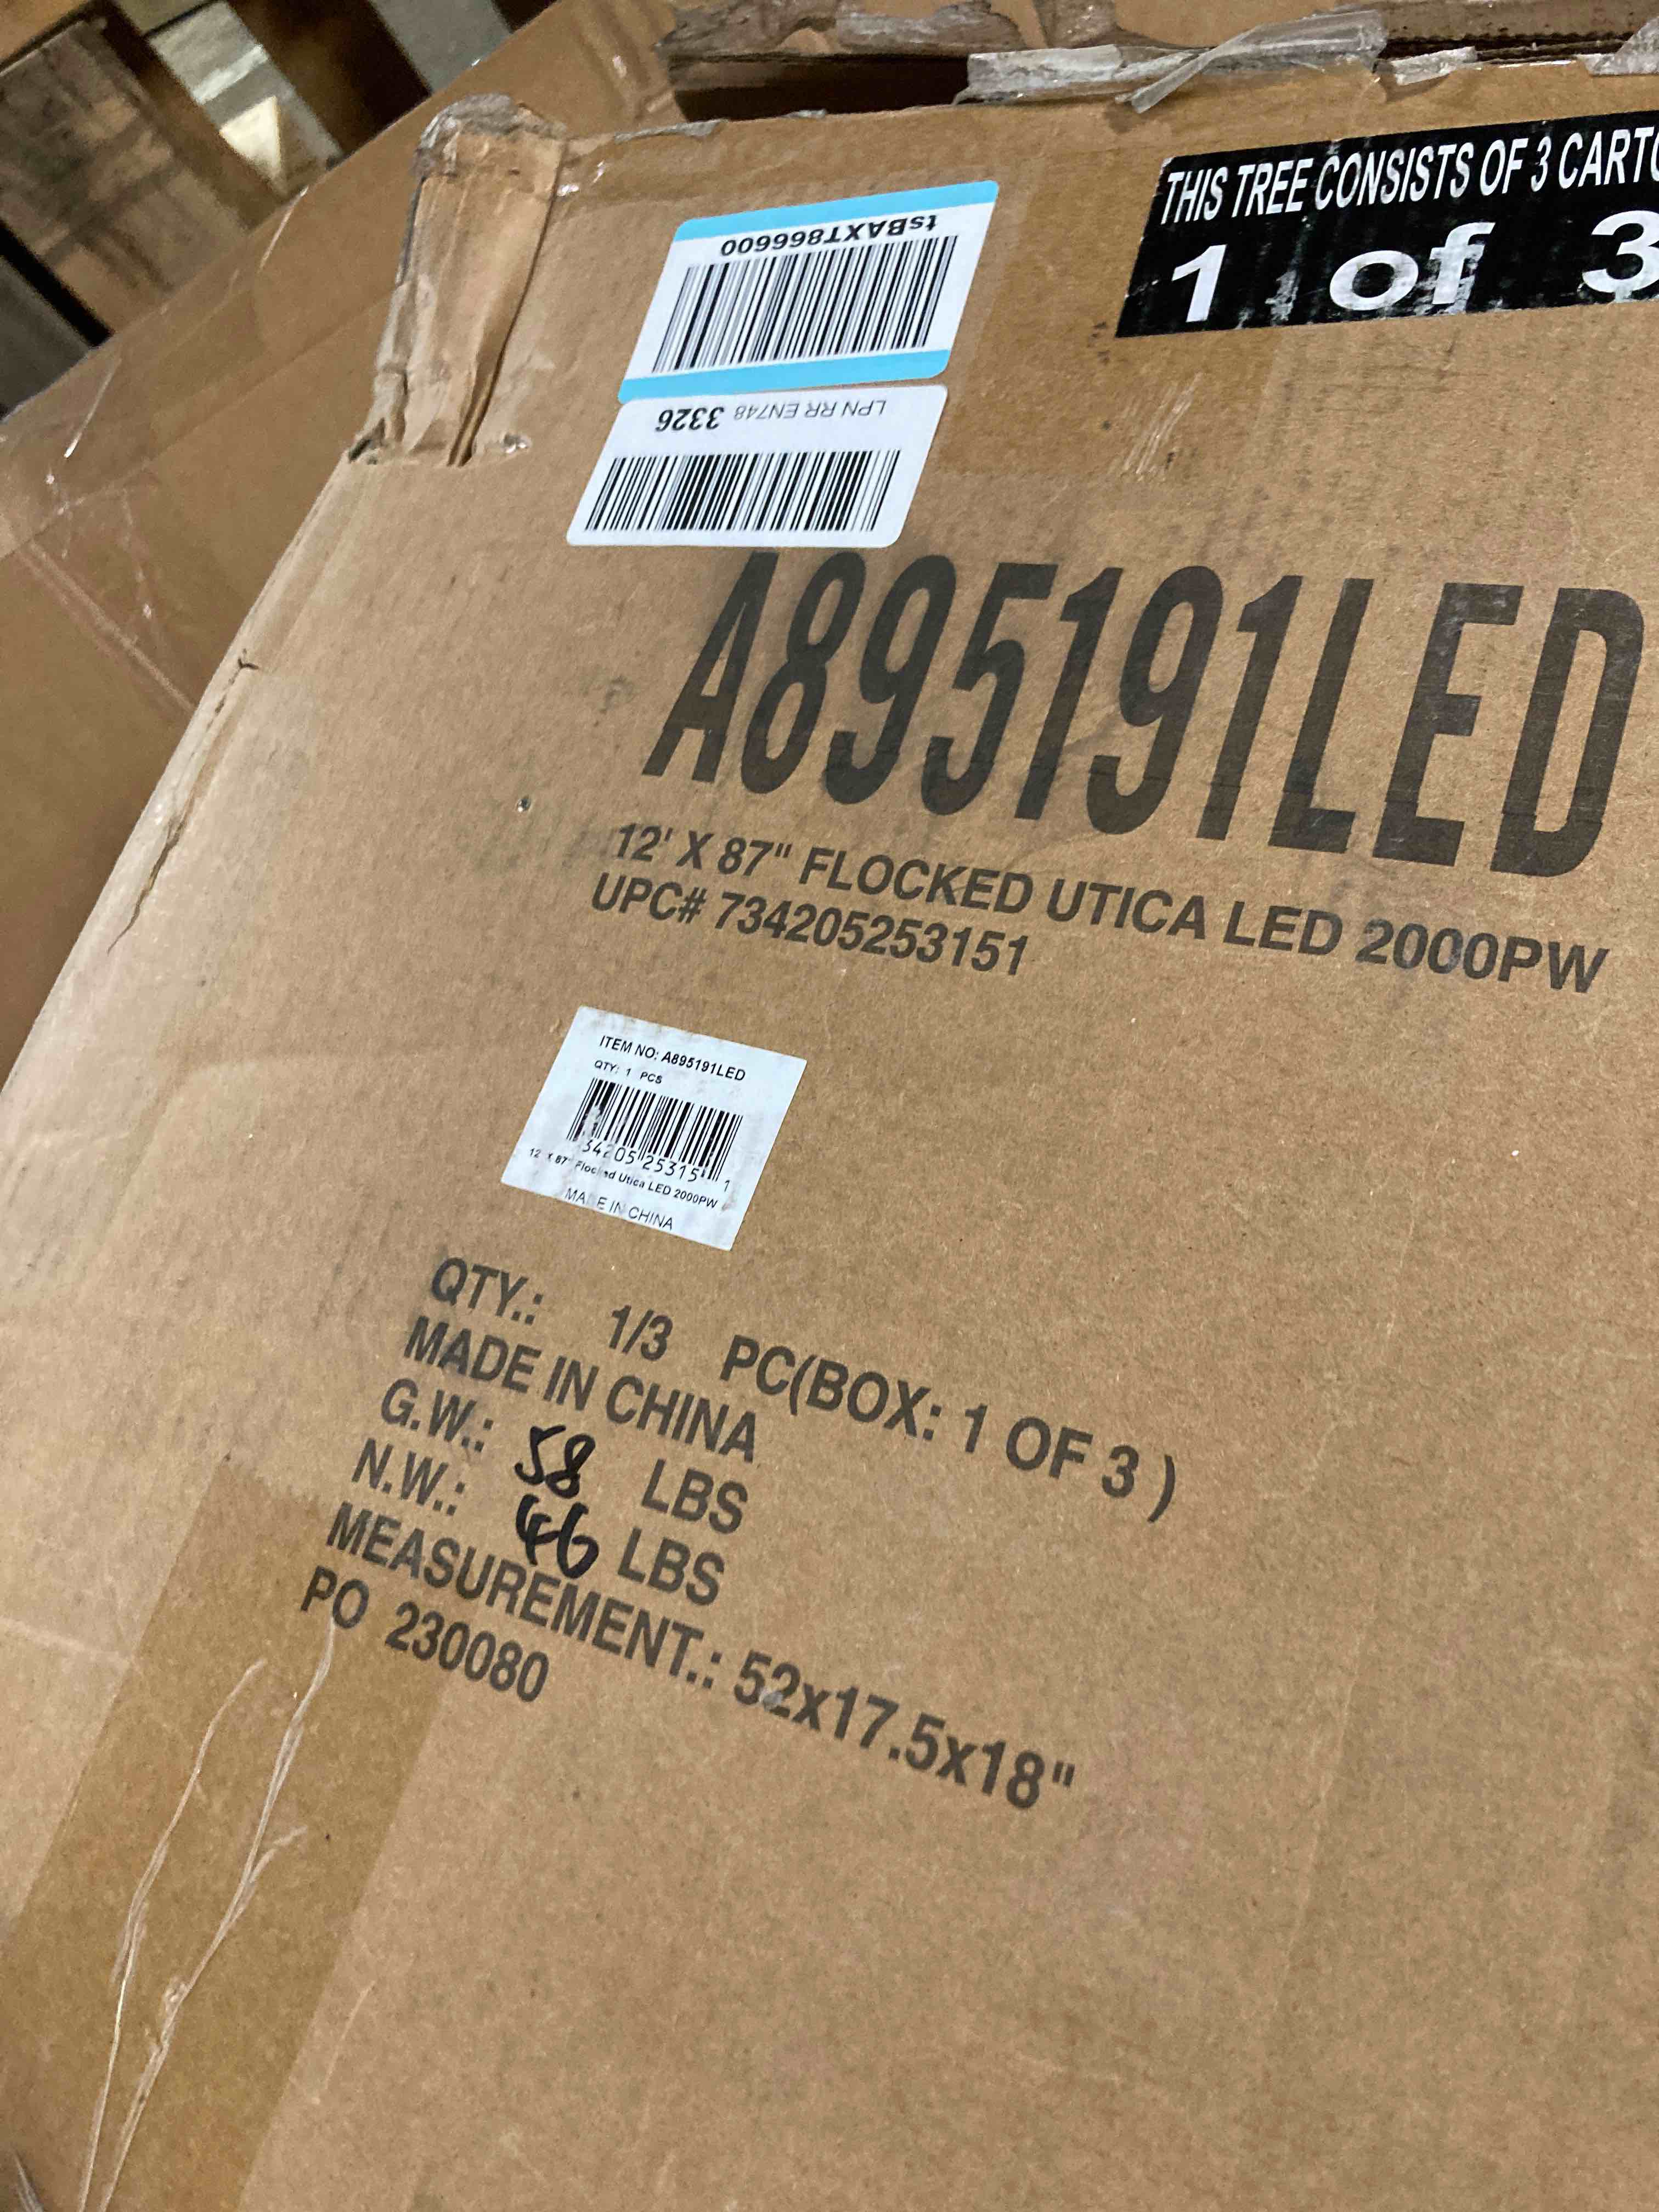 THIS TREE CONSISTS OF 3
1 of 3
tsBAXT866600
LPN RR EN748 3326
A895191LED
12' X 87" FLOCKED UTICA LED 2000PW
UPC# 734205253151
ITEM NO: A895191LED
QTY: 1 PCS
34205 25315 1
12' X 87" Flocked Utica LED 2000PW
MADE IN CHINA
QTY.: 1/3 PC(BOX: 1 OF 3 )
MADE IN CHINA
G.W.: 58 LBS
N.W.: 46 LBS
MEASUREMENT.: 52x17.5x18"
PO 230080